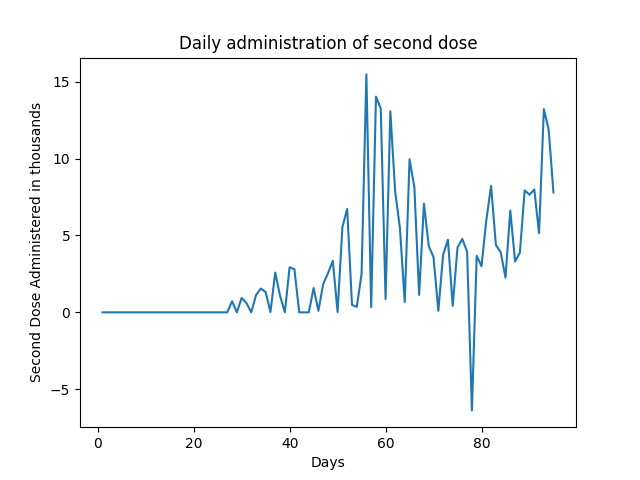 Daily administration of second dose
Second Dose Administered in thousands
15
10
5
0
−5
0 20 40 60 80
Days